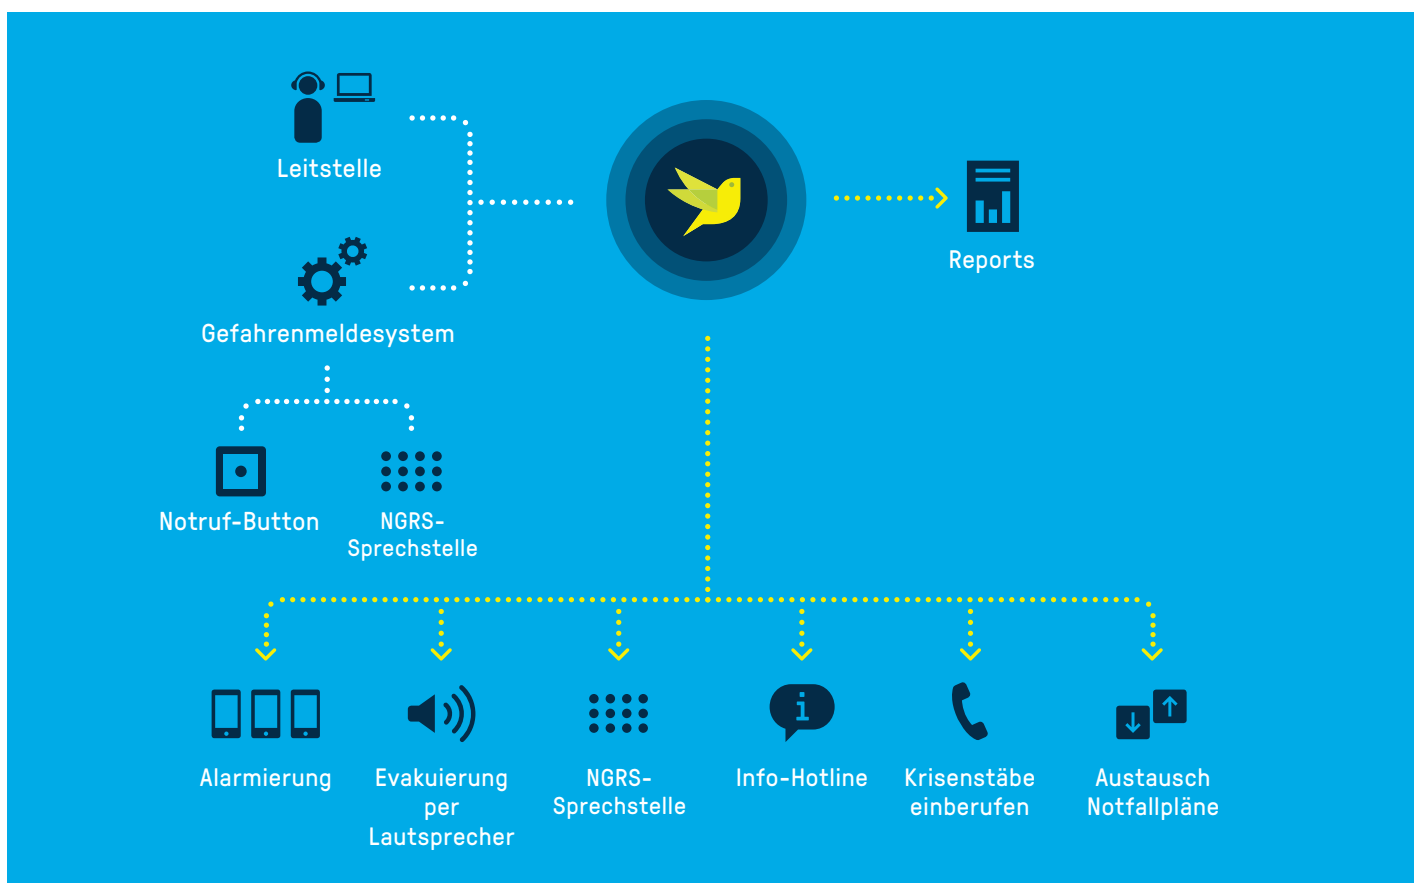 Leitstelle
Reports
Gefahrenmeldesystem
Notruf-Button
NGRS-
Sprechstelle
Alarmierung
Evakuierung
per
Lautsprecher
NGRS-
Sprechstelle
Info-Hotline
Krisenstäbe
einberufen
Austausch
Notfallpläne